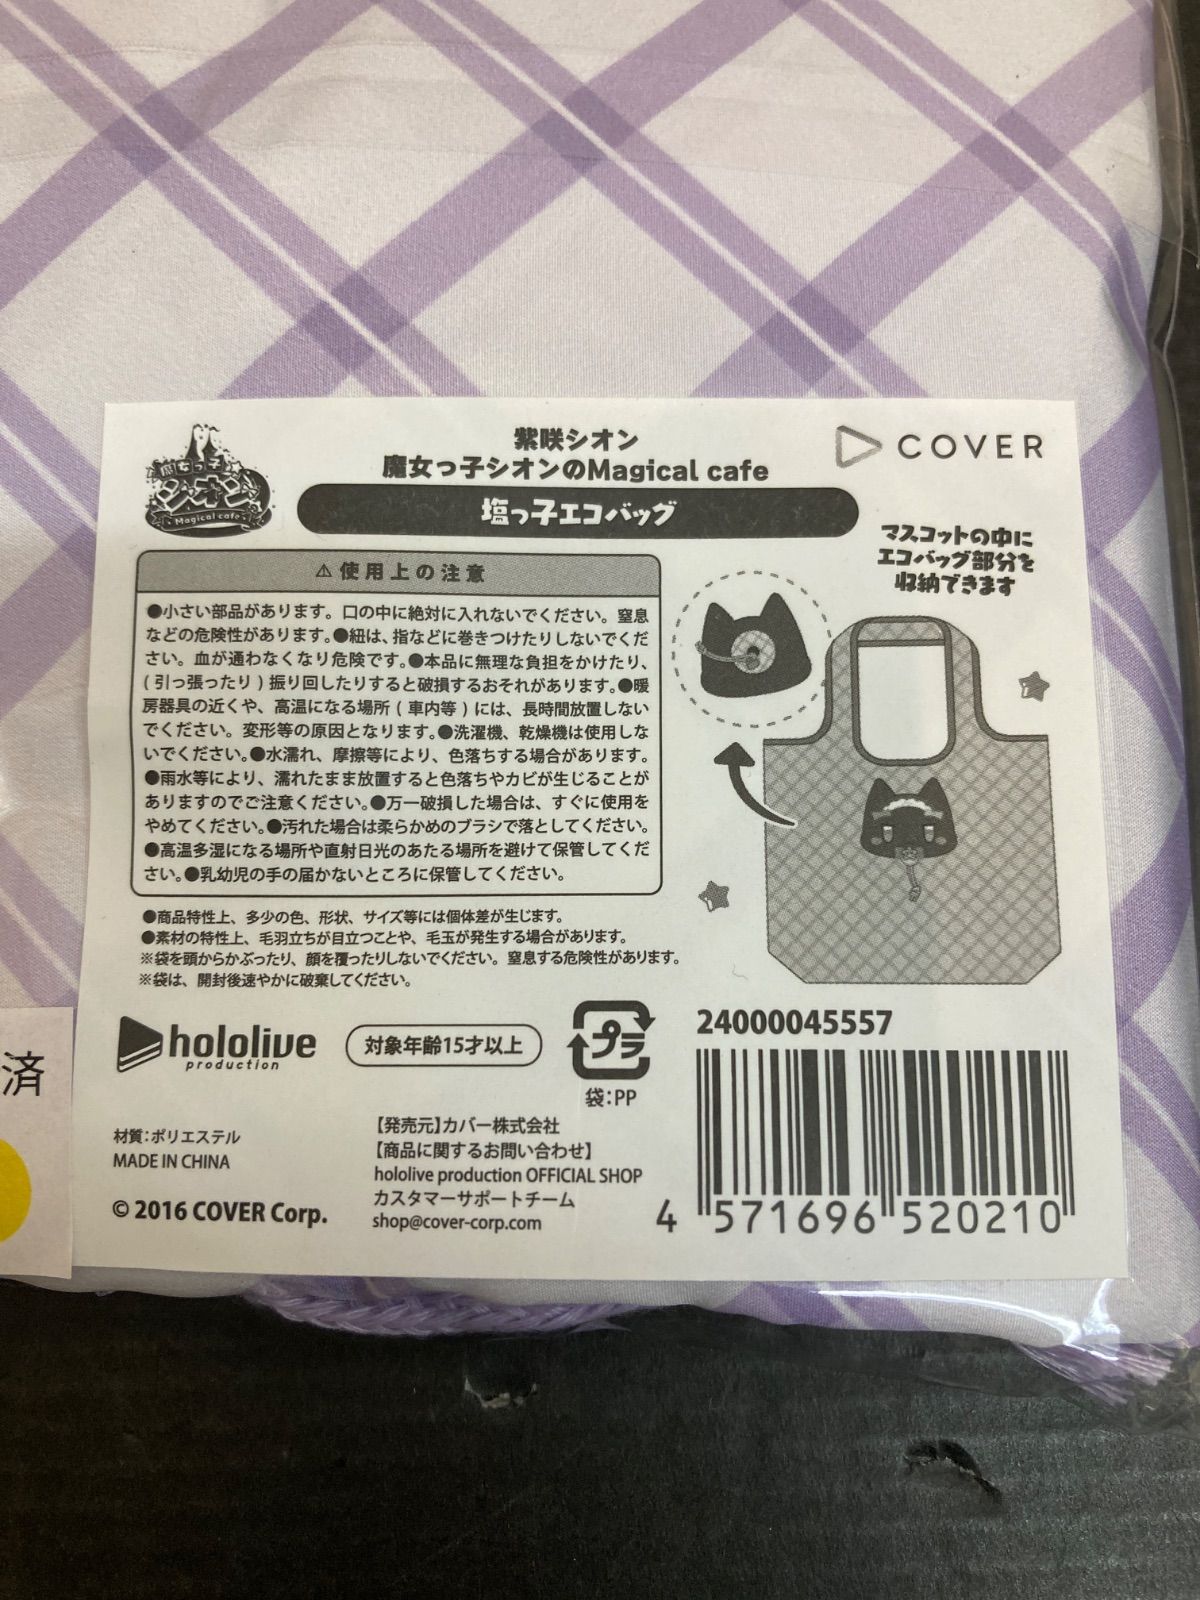 紫咲シオン
魔女っ子シオンのMagical cafe
塩っ子エコバッグ
魔女っ子
シオン
Magical cafe
COVER
マスコットの中に
エコバッグ部分を
収納できます
⚠使用上の注意
●小さい部品があります。口の中に絶対に入れないでください。窒息
などの危険性があります。●紐は、指などに巻きつけたりしないでくだ
さい。血が通わなくなり危険です。●本品に無理な負担をかけたり、
(引っ張ったり)振り回したりすると破損するおそれがあります。●暖
房器具の近くや、高温になる場所(車内等)には、長時間放置しない
でください。変形等の原因となります。●洗濯機、乾燥機は使用しな
いでください。●水濡れ、摩擦等により、色落ちする場合があります。
●雨水等により、濡れたまま放置すると色落ちやカビが生じることが
ありますのでご注意ください。●万一破損した場合は、すぐに使用を
やめてください。●汚れた場合は柔らかめのブラシで落としてください。
●高温多湿になる場所や直射日光のあたる場所を避けて保管してくだ
さい。●乳幼児の手の届かないところに保管してください。
●商品特性上、多少の色、形状、サイズ等には個体差が生じます。
●素材の特性上、毛羽立ちが目立つことや、毛玉が発生する場合があります。
※袋を頭からかぶったり、顔を覆ったりしないでください。窒息する危険性があります。
※袋は、開封後速やかに破棄してください。
hololive
production
対象年齢15才以上
プラ
袋:PP
24000045557
材質:ポリエステル
MADE IN CHINA
© 2016 COVER Corp.
【発売元】カバー株式会社
【商品に関するお問い合わせ】
hololive production OFFICIAL SHOP
カスタマーサポートチーム
shop@cover-corp.com
4 571696 520210
済